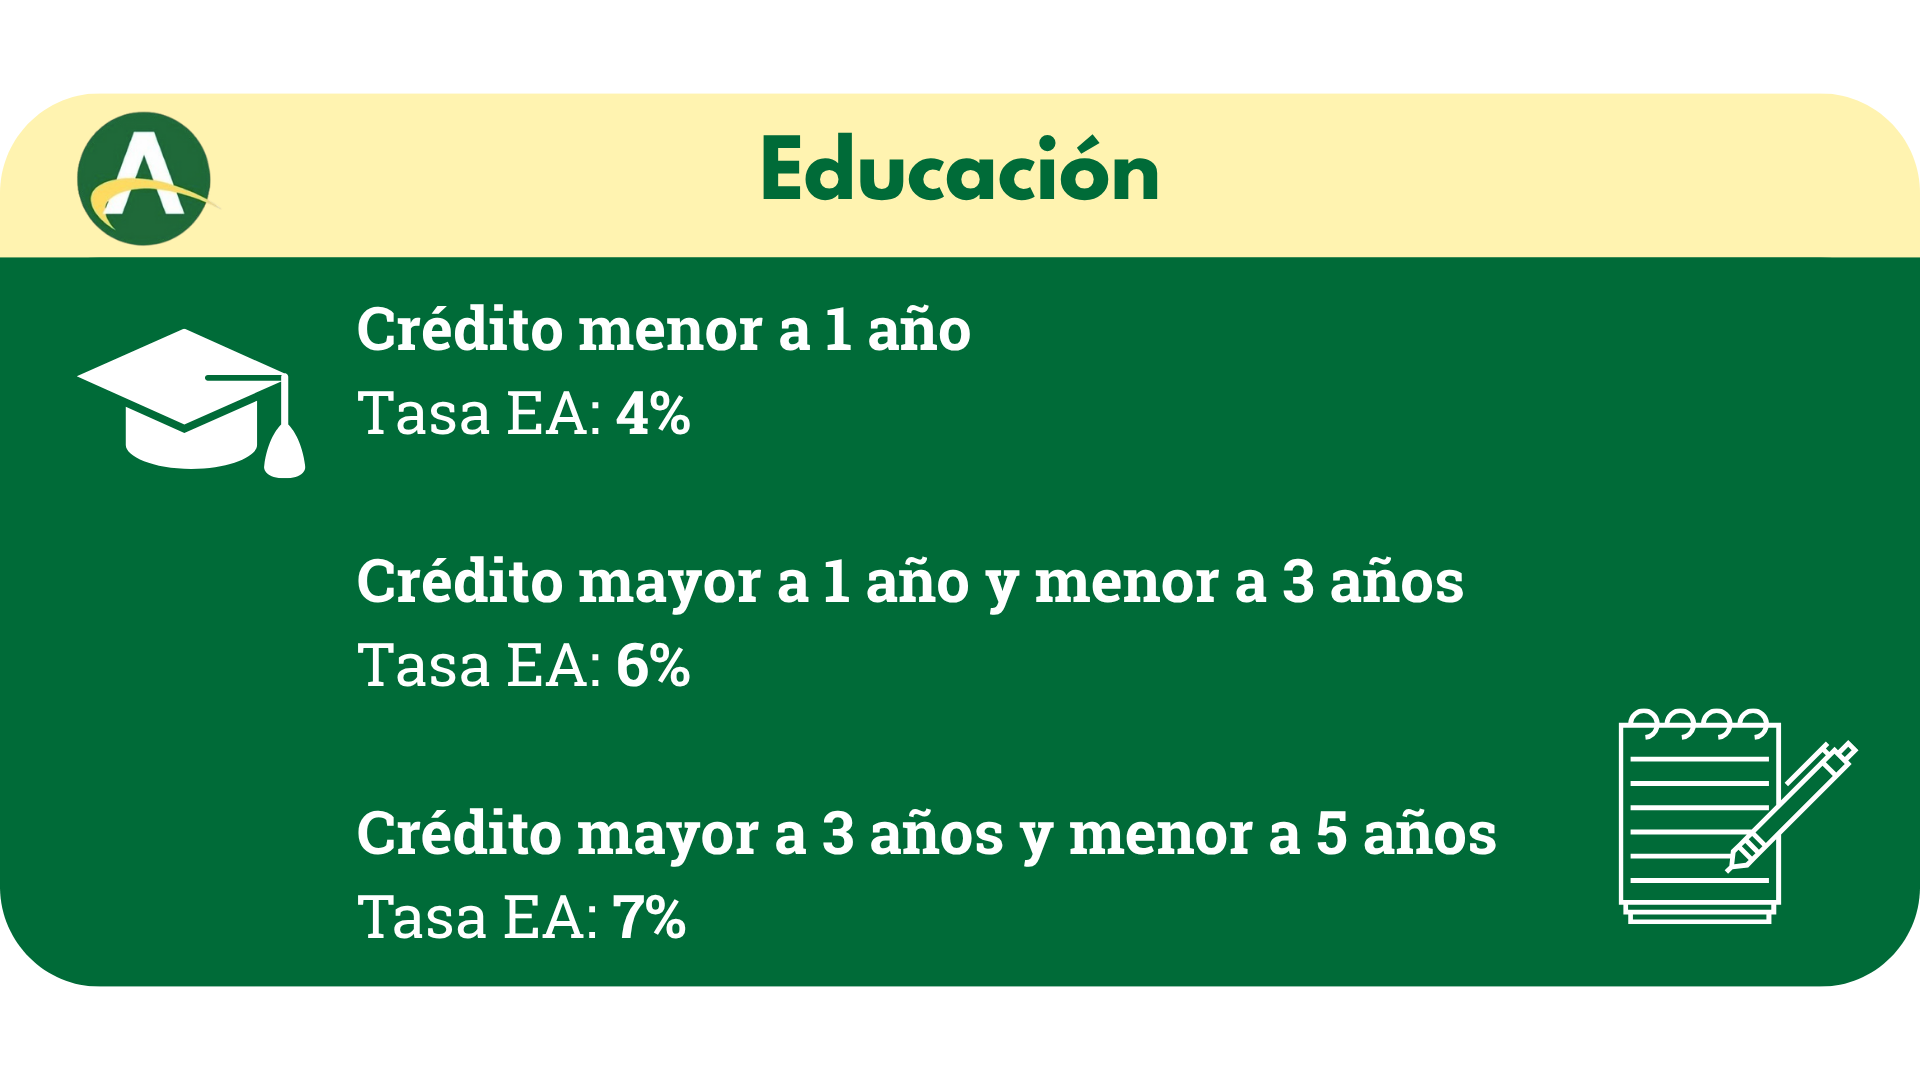 A
Educación
Crédito menor a 1 año
Tasa EA: 4%
Crédito mayor a 1 año y menor a 3 años
Tasa EA: 6%
Crédito mayor a 3 años y menor a 5 años
Tasa EA: 7%